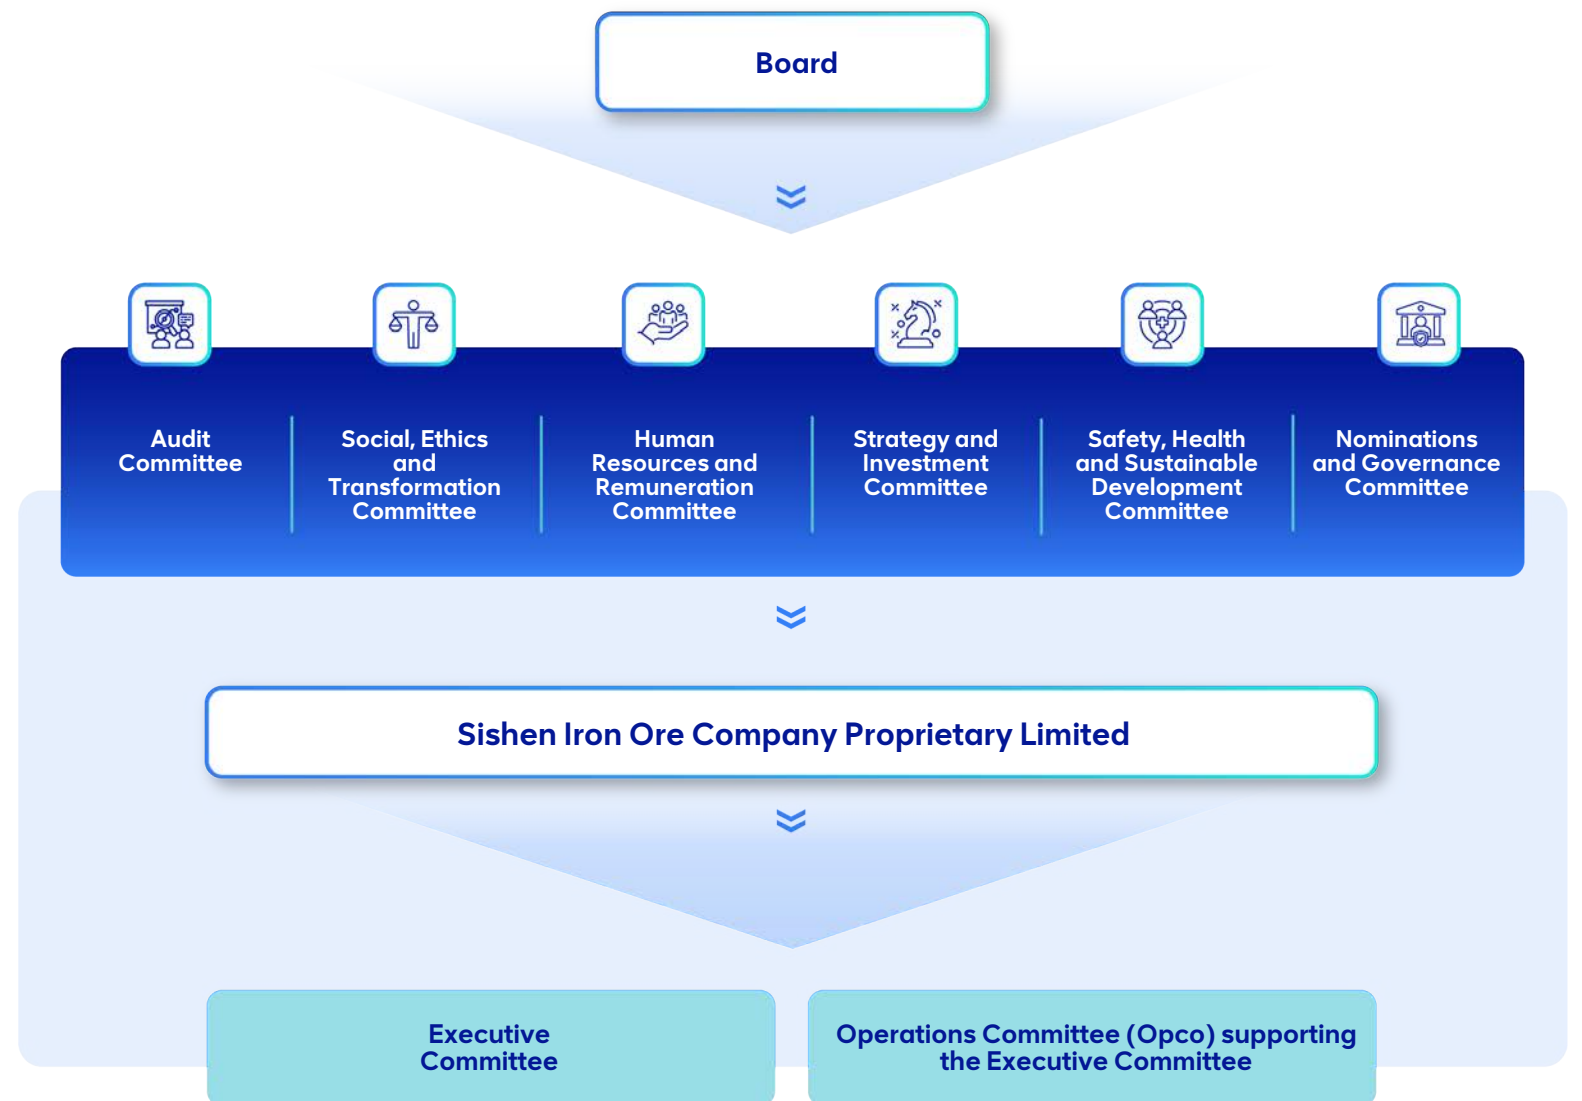 Board
Audit
Committee
Social, Ethics
and
Transformation
Committee
Human
Resources and
Remuneration
Committee
Strategy and
Investment
Committee
Safety, Health
and Sustainable
Development
Committee
Nominations
and Governance
Committee
Sishen Iron Ore Company Proprietary Limited
Executive
Committee
Operations Committee (Opco) supporting
the Executive Committee